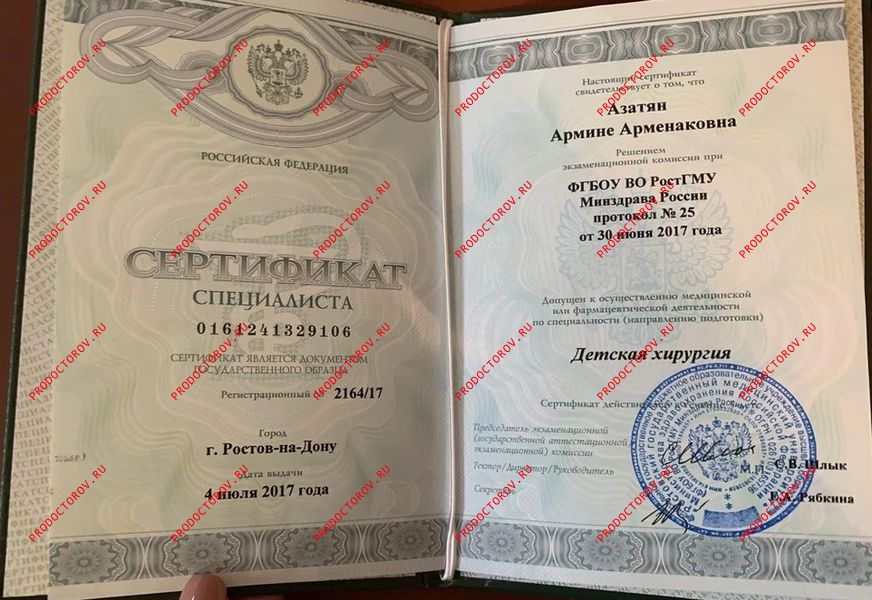 РОССИЙСКАЯ ФЕДЕРАЦИЯ
СЕРТИФИКАТ
СПЕЦИАЛИСТА
0161241329106
СЕРТИФИКАТ ЯВЛЯЕТСЯ ДОКУМЕНТОМ
ГОСУДАРСТВЕННОГО ОБРАЗЦА
Регистрационный № 2164/17
Город
г. Ростов-на-Дону
Дата выдачи
4 июля 2017 года
Настоящий сертификат
свидетельствует о том, что
Азатян
Армине Арменаковна
Решением
экзаменационной комиссии при
ФГБОУ ВО РостГМУ
Минздрава России
протокол № 25
от 30 июня 2017 года
Допущен к осуществлению медицинской
или фармацевтической деятельности
по специальности (направлению подготовки)
Детская хирургия
Сертификат действителен
Председатель экзаменационной
(государственной аттестационной,
экзаменационной) комиссии
Ректор/Директор/Руководитель
М.П. С.В. Шлык
Секретарь
Е.А. Рябкина
PRODOCTOROV.RU